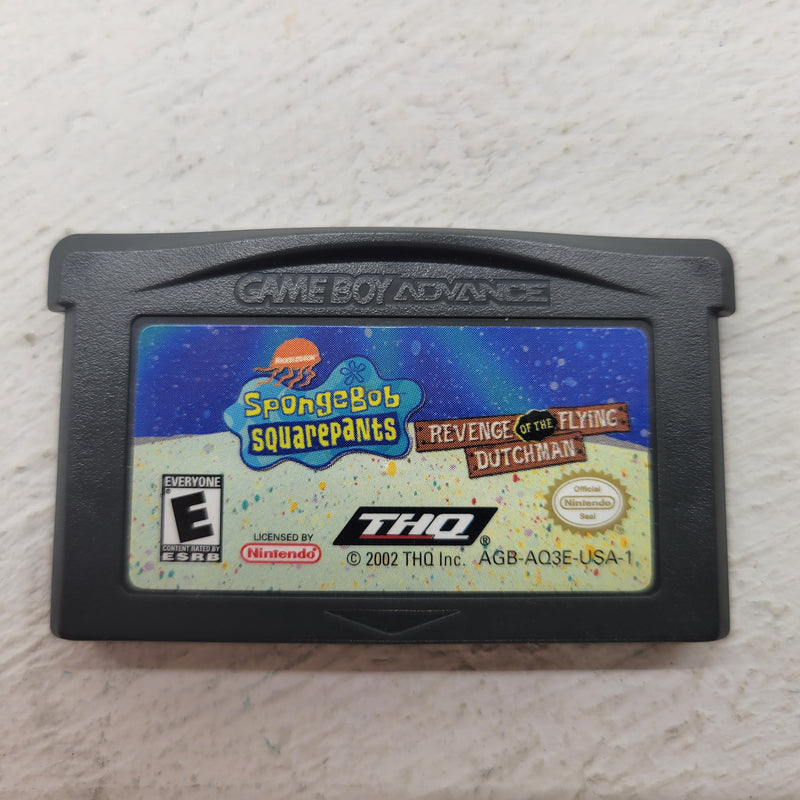 GAME BOY ADVANCE
NICKELODEON
SpongeBob
SQUAREPANTS
REVENGE OF THE FLYING
DUTCHMAN
EVERYONE
E
CONTENT RATED BY
ESRB
LICENSED BY
Nintendo
THQ ®
© 2002 THQ Inc. AGB-AQ3E-USA-1
Official
Nintendo
Seal